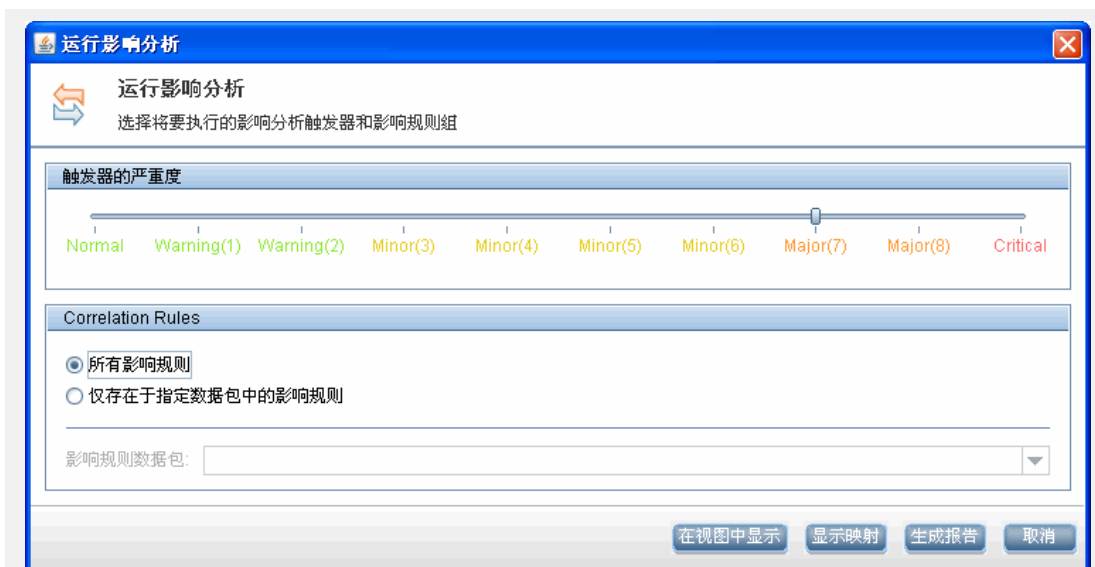 运行影响分析
运行影响分析
选择将要执行的影响分析触发器和影响规则组
触发器的严重度
Normal Warning(1) Warning(2) Minor(3) Minor(4) Minor(5) Minor(6) Major(7) Major(8) Critical
Correlation Rules
所有影响规则
仅存在于指定数据包中的影响规则
影响规则数据包:
在视图中显示 显示映射 生成报告 取消